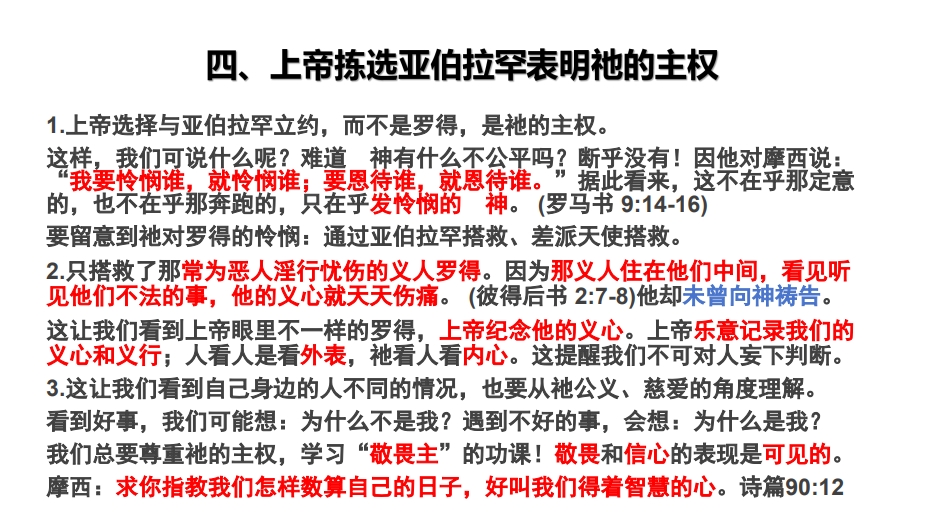 四、上帝拣选亚伯拉罕表明祂的主权
1.上帝选择与亚伯拉罕立约，而不是罗得，是祂的主权。
这样，我们可说什么呢？难道　神有什么不公平吗？断乎没有！因他对摩西说：
“我要怜悯谁，就怜悯谁；要恩待谁，就恩待谁。”据此看来，这不在乎那定意
的，也不在乎那奔跑的，只在乎发怜悯的　神。 (罗马书 9:14-16)
要留意到祂对罗得的怜悯：通过亚伯拉罕搭救、差派天使搭救。
2.只搭救了那常为恶人淫行忧伤的义人罗得。因为那义人住在他们中间，看见听
见他们不法的事，他的义心就天天伤痛。 (彼得后书 2:7-8)他却未曾向神祷告。
这让我们看到上帝眼里不一样的罗得，上帝纪念他的义心。上帝乐意记录我们的
义心和义行；人看人是看外表，祂看人看内心。这提醒我们不可对人妄下判断。
3.这让我们看到自己身边的人不同的情况，也要从祂公义、慈爱的角度理解。
看到好事，我们可能想：为什么不是我？遇到不好的事，会想：为什么是我？
我们总要尊重祂的主权，学习“敬畏主”的功课！敬畏和信心的表现是可见的。
摩西：求你指教我们怎样数算自己的日子，好叫我们得着智慧的心。诗篇90:12